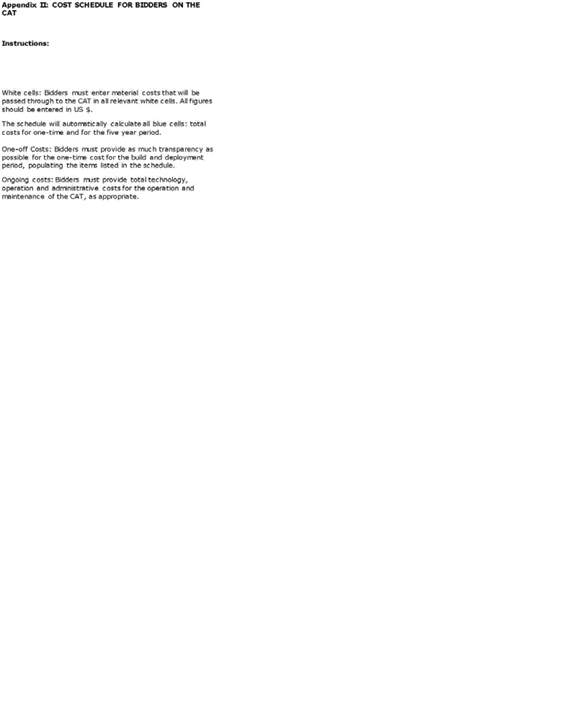 Appendix II: COST SCHEDULE FOR BIDDERS ON THE
CAT
Instructions:
White cells: Bidders must enter material costs that will be
passed through to the CAT in all relevant white cells. All figures
should be entered in US $.
The schedule will automatically calculate all blue cells: total
costs for one-time and for the five year period.
One-off Costs: Bidders must provide as much transparency as
possible for the one-time cost for the build and deployment
period, populating the items listed in the schedule.
Ongoing costs: Bidders must provide total technology,
operation and administrative costs for the operation and
maintenance of the CAT, as appropriate.